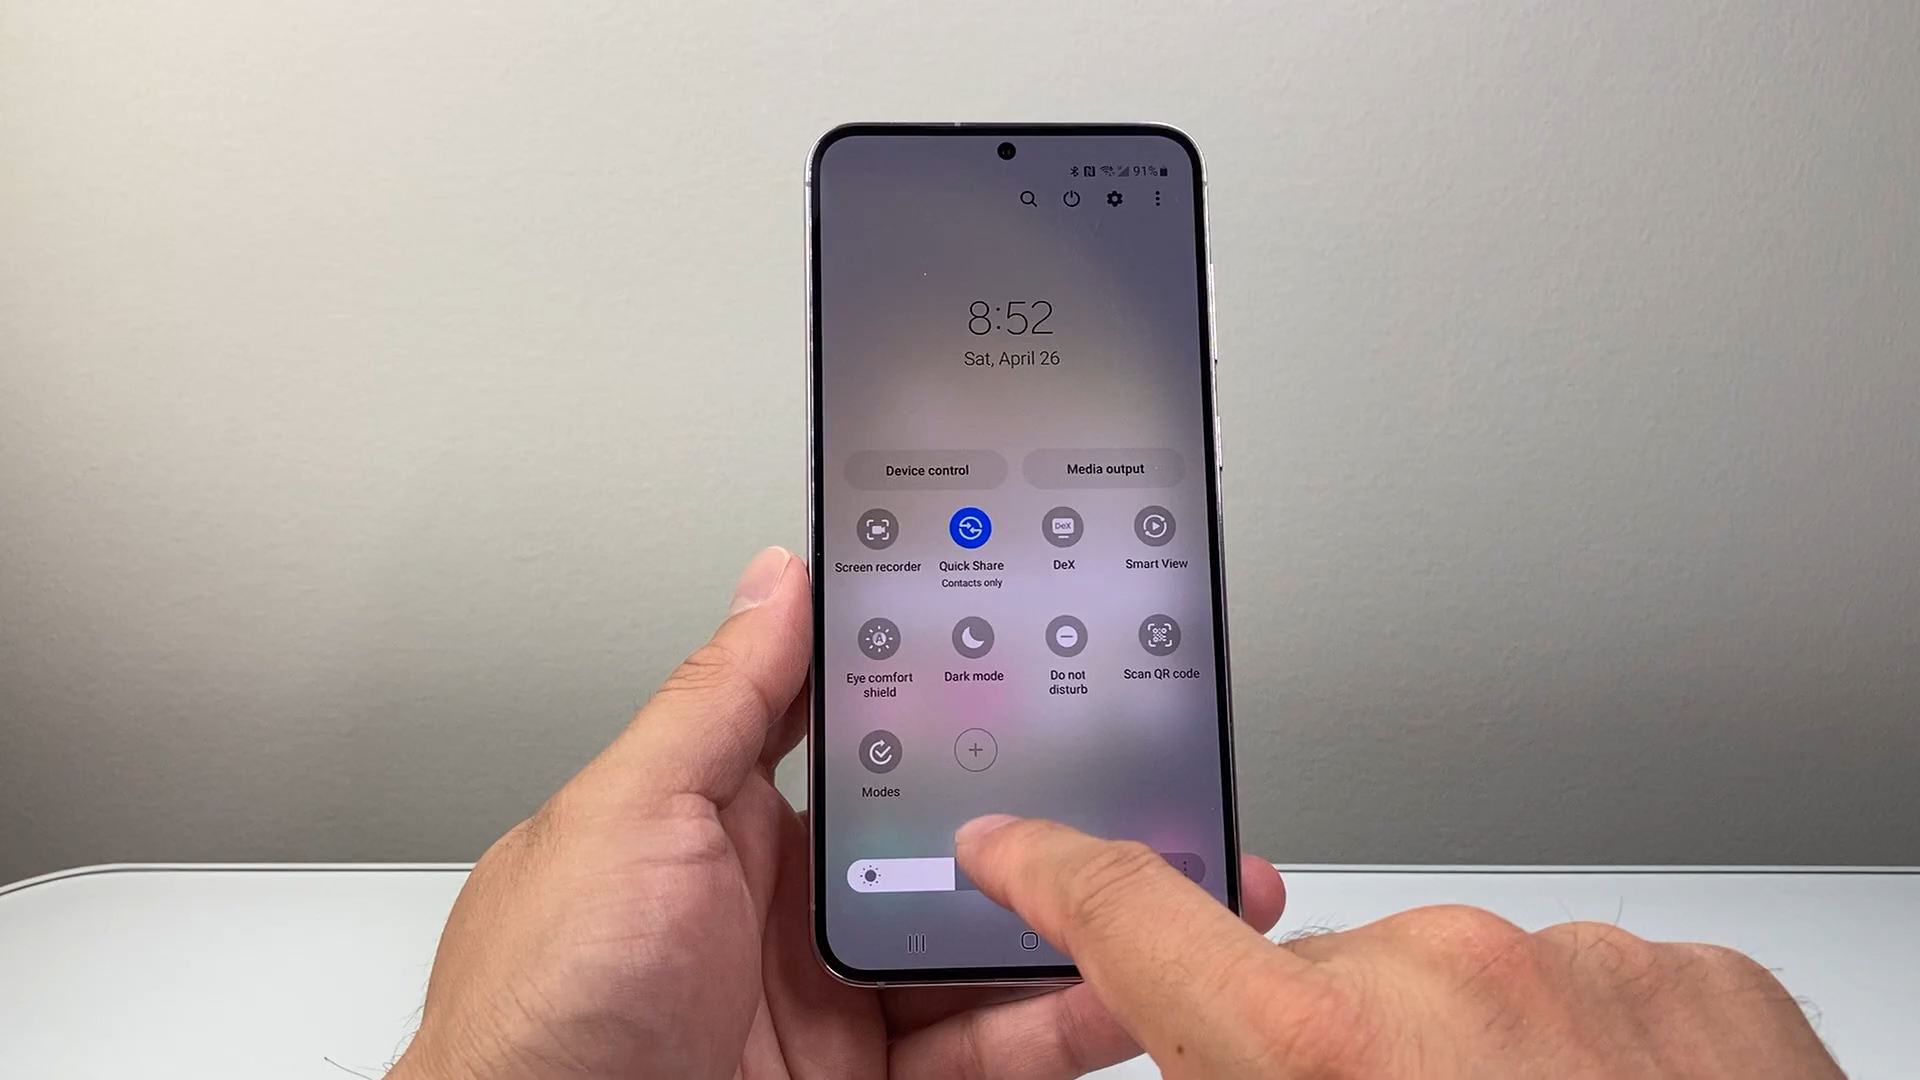 91%
8:52
Sat, April 26
Device control
Media output
DeX
Screen recorder
Quick Share
DeX
Smart View
Contacts only
A
Eye comfort
shield
Dark mode
Do not
disturb
Scan QR code
Modes